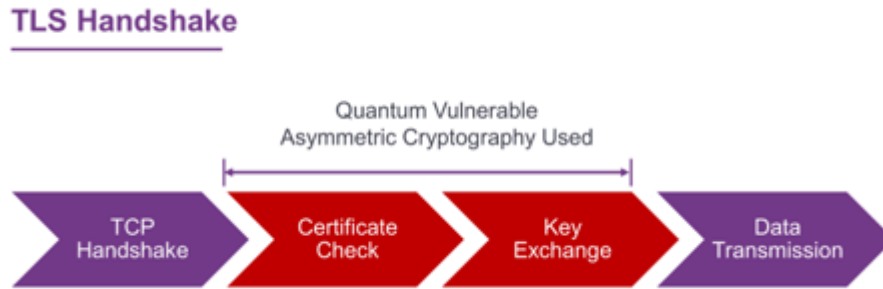 TLS Handshake
Quantum Vulnerable
Asymmetric Cryptography Used
TCP
Handshake
Certificate
Check
Key
Exchange
Data
Transmission